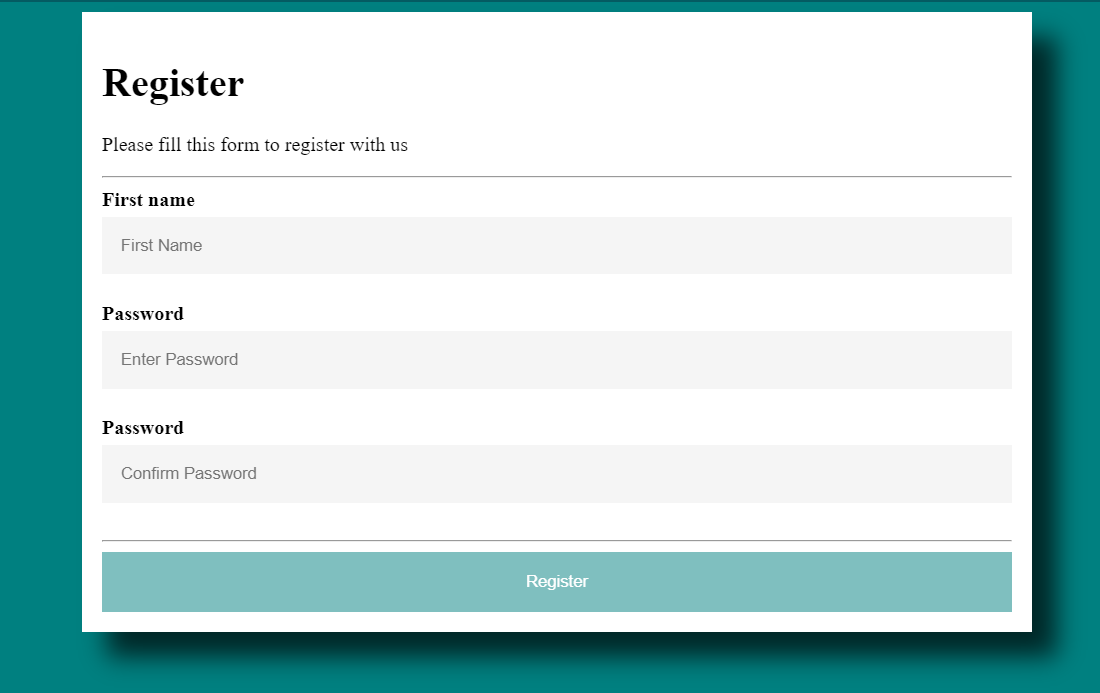 Register
Please fill this form to register with us
First name
First Name
Password
Enter Password
Password
Confirm Password
Register